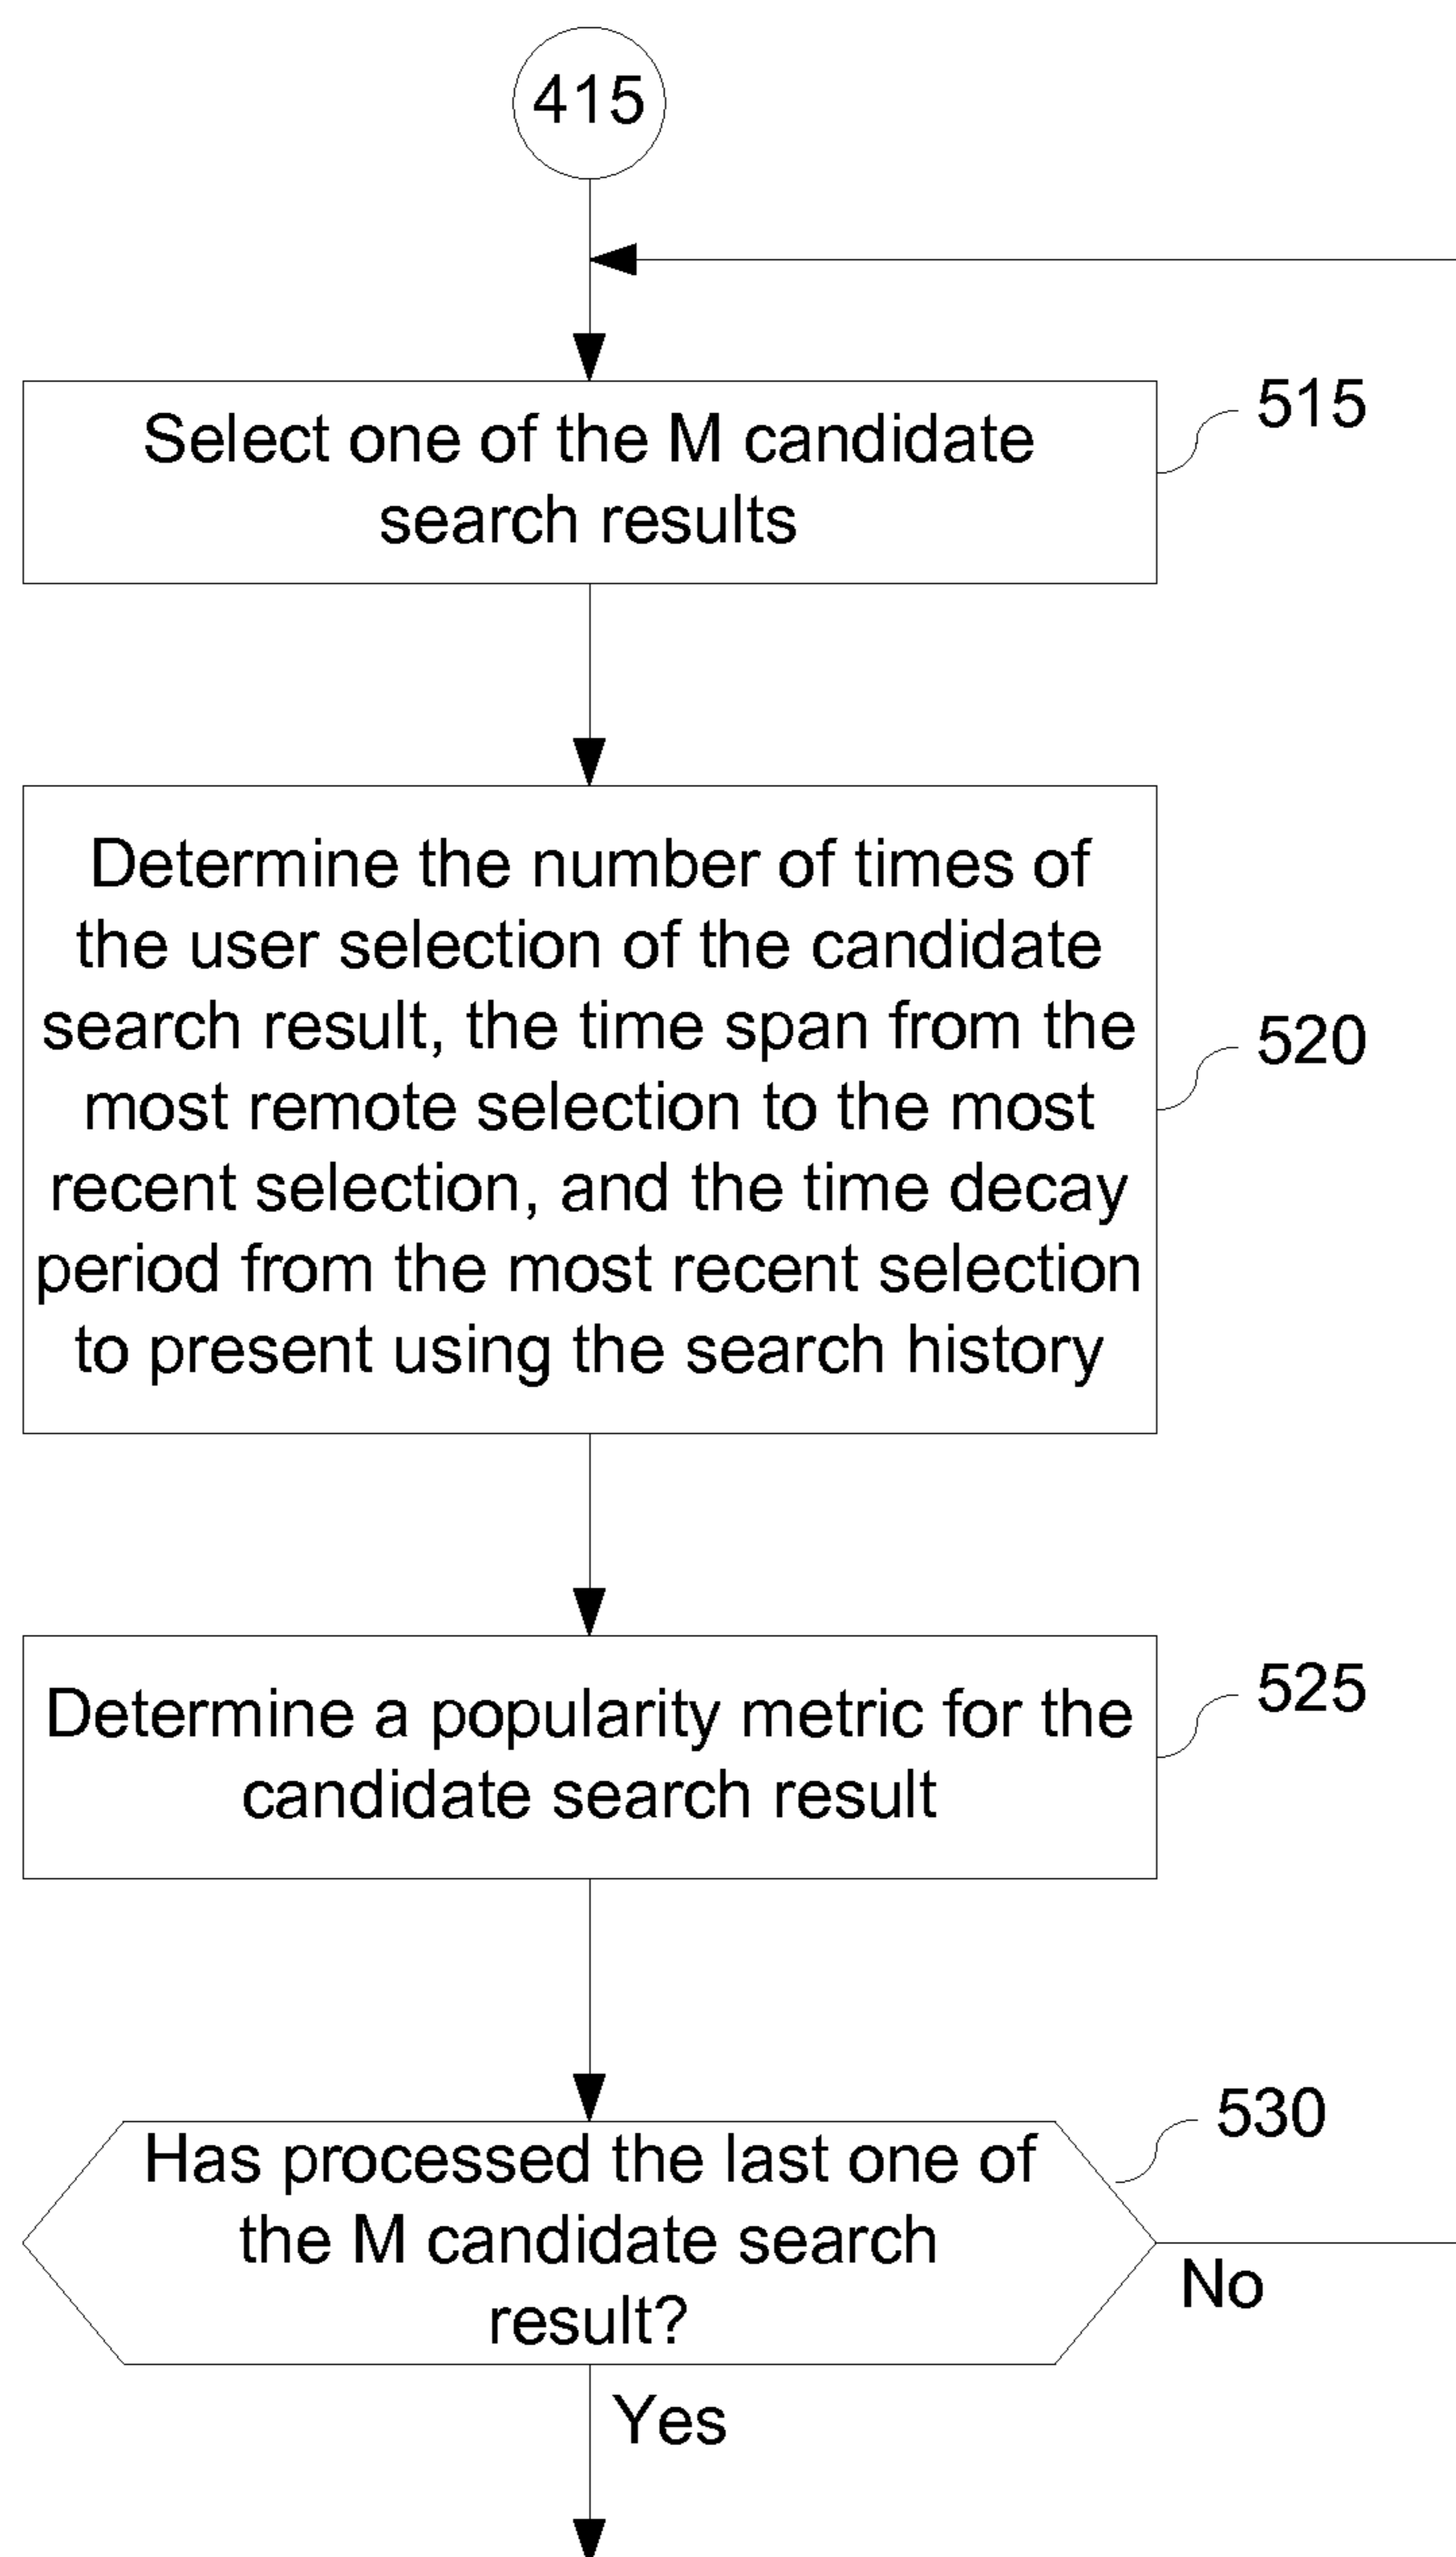 415
Select one of the M candidate
search results
515
Determine the number of times of
the user selection of the candidate
search result, the time span from the
most remote selection to the most
recent selection, and the time decay
period from the most recent selection
to present using the search history
520
Determine a popularity metric for the
candidate search result
525
Has processed the last one of
the M candidate search
result?
530
No
Yes